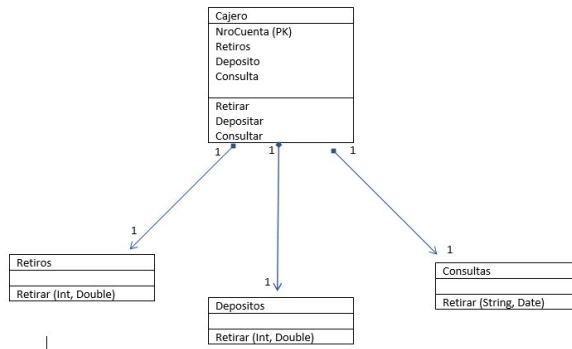 Cajero
NroCuenta (PK)
Retiros
Deposito
Consulta
Retirar
Depositar
Consultar
1
1
1
1
1
1
Retiros
Retirar (Int, Double)
Depositos
Retirar (Int, Double)
Consultas
Retirar (String, Date)